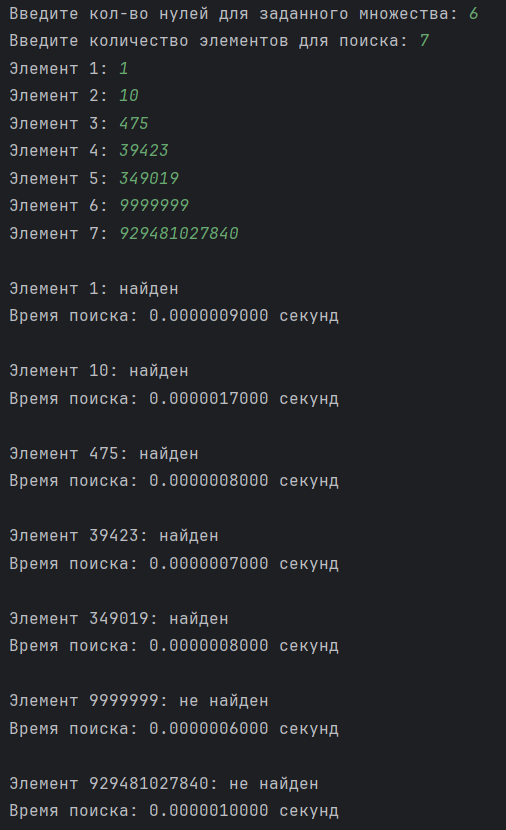 Введите кол-во нулей для заданного множества: 6
Введите количество элементов для поиска: 7
Элемент 1: 1
Элемент 2: 10
Элемент 3: 475
Элемент 4: 39423
Элемент 5: 349019
Элемент 6: 9999999
Элемент 7: 929481027840
Элемент 1: найден
Время поиска: 0.0000009000 секунд
Элемент 10: найден
Время поиска: 0.0000017000 секунд
Элемент 475: найден
Время поиска: 0.0000008000 секунд
Элемент 39423: найден
Время поиска: 0.0000007000 секунд
Элемент 349019: найден
Время поиска: 0.0000008000 секунд
Элемент 9999999: не найден
Время поиска: 0.0000006000 секунд
Элемент 929481027840: не найден
Время поиска: 0.0000010000 секунд